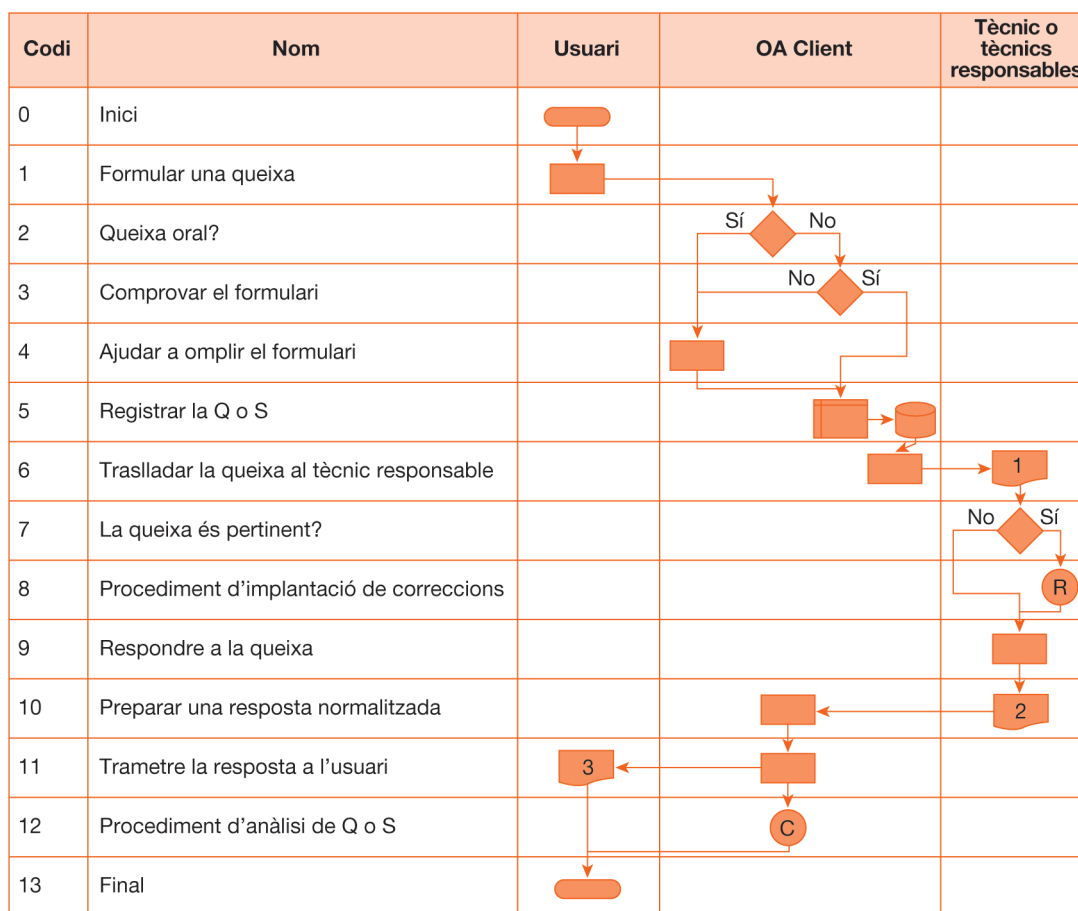 Codi Nom Usuari OA Client Tècnic o tècnics responsables
0 Inici
1 Formular una queixa
2 Queixa oral? Sí No
3 Comprovar el formulari No Sí
4 Ajudar a omplir el formulari
5 Registrar la Q o S
6 Traslladar la queixa al tècnic responsable 1
7 La queixa és pertinent? No Sí
8 Procediment d’implantació de correccions R
9 Respondre a la queixa
10 Preparar una resposta normalitzada 2
11 Trametre la resposta a l’usuari 3
12 Procediment d’anàlisi de Q o S C
13 Final